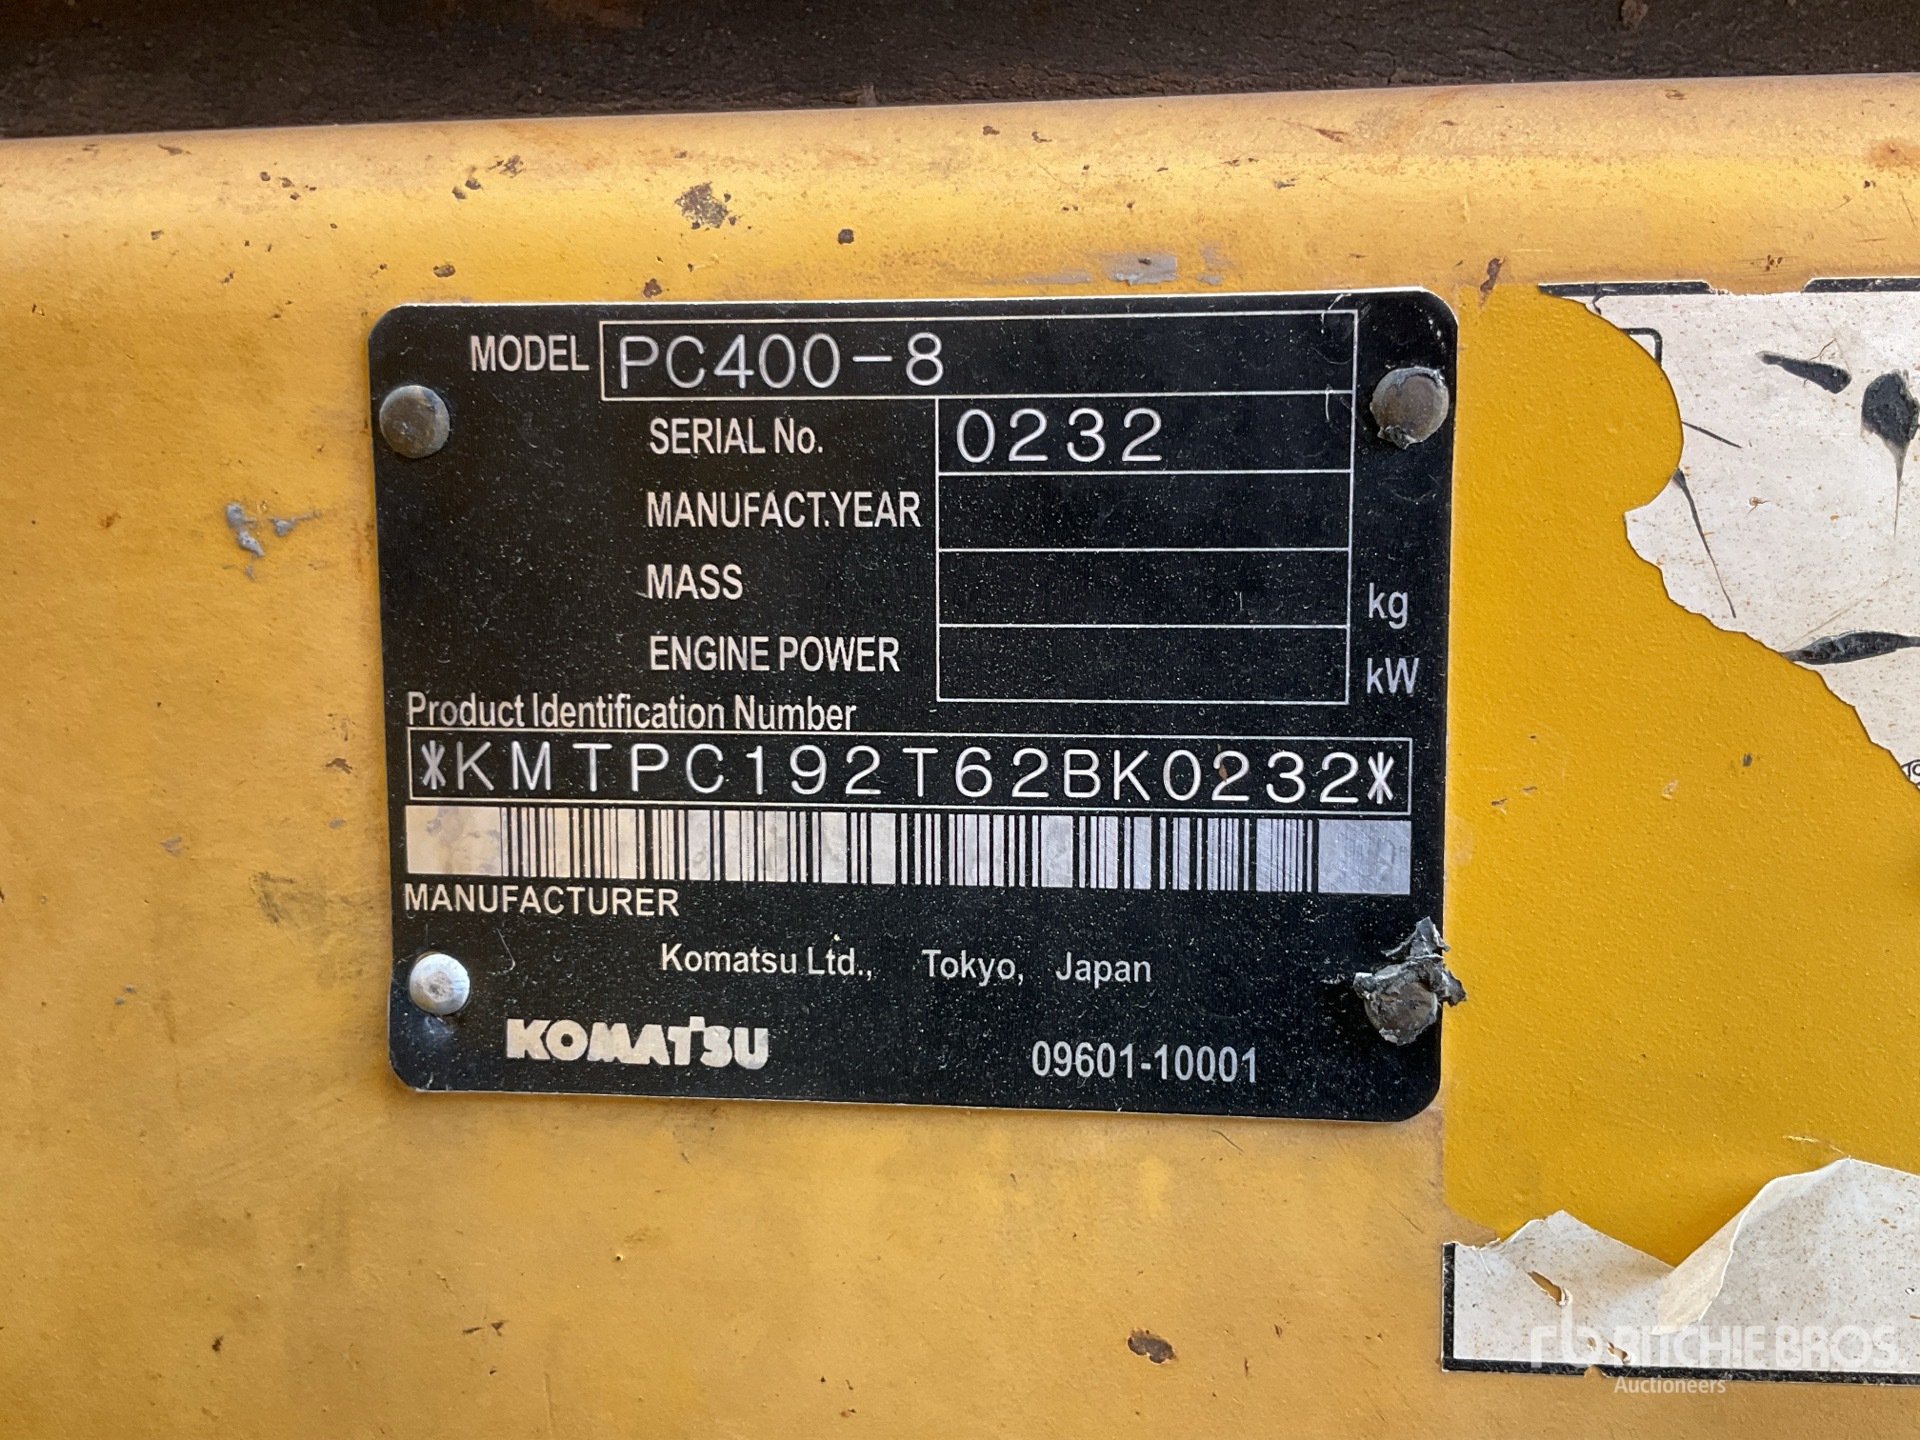 MODEL PC400-8
SERIAL No. 0232
MANUFACT.YEAR
MASS kg
ENGINE POWER kW
Product Identification Number
*KMTPC192T62BK0232*
MANUFACTURER
Komatsu Ltd., Tokyo, Japan
KOMATSU 09601-10001
rb RITCHIE BROS.
Auctioneers